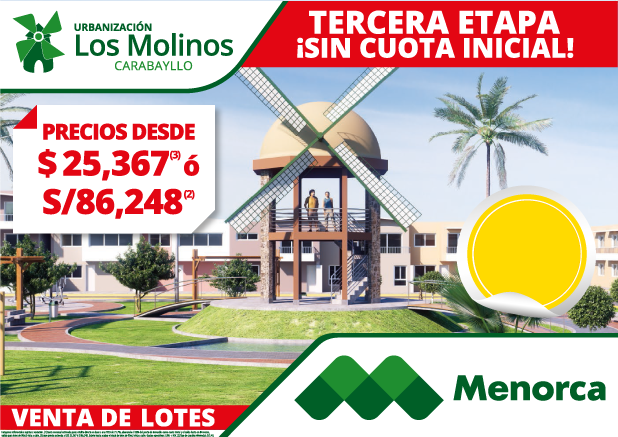 URBANIZACIÓN
Los Molinos
CARABAYLLO
TERCERA ETAPA
¡SIN CUOTA INICIAL!
PRECIOS DESDE
$ 25,367(3) ó
S/86,248(2)
Menorca
VENTA DE LOTES